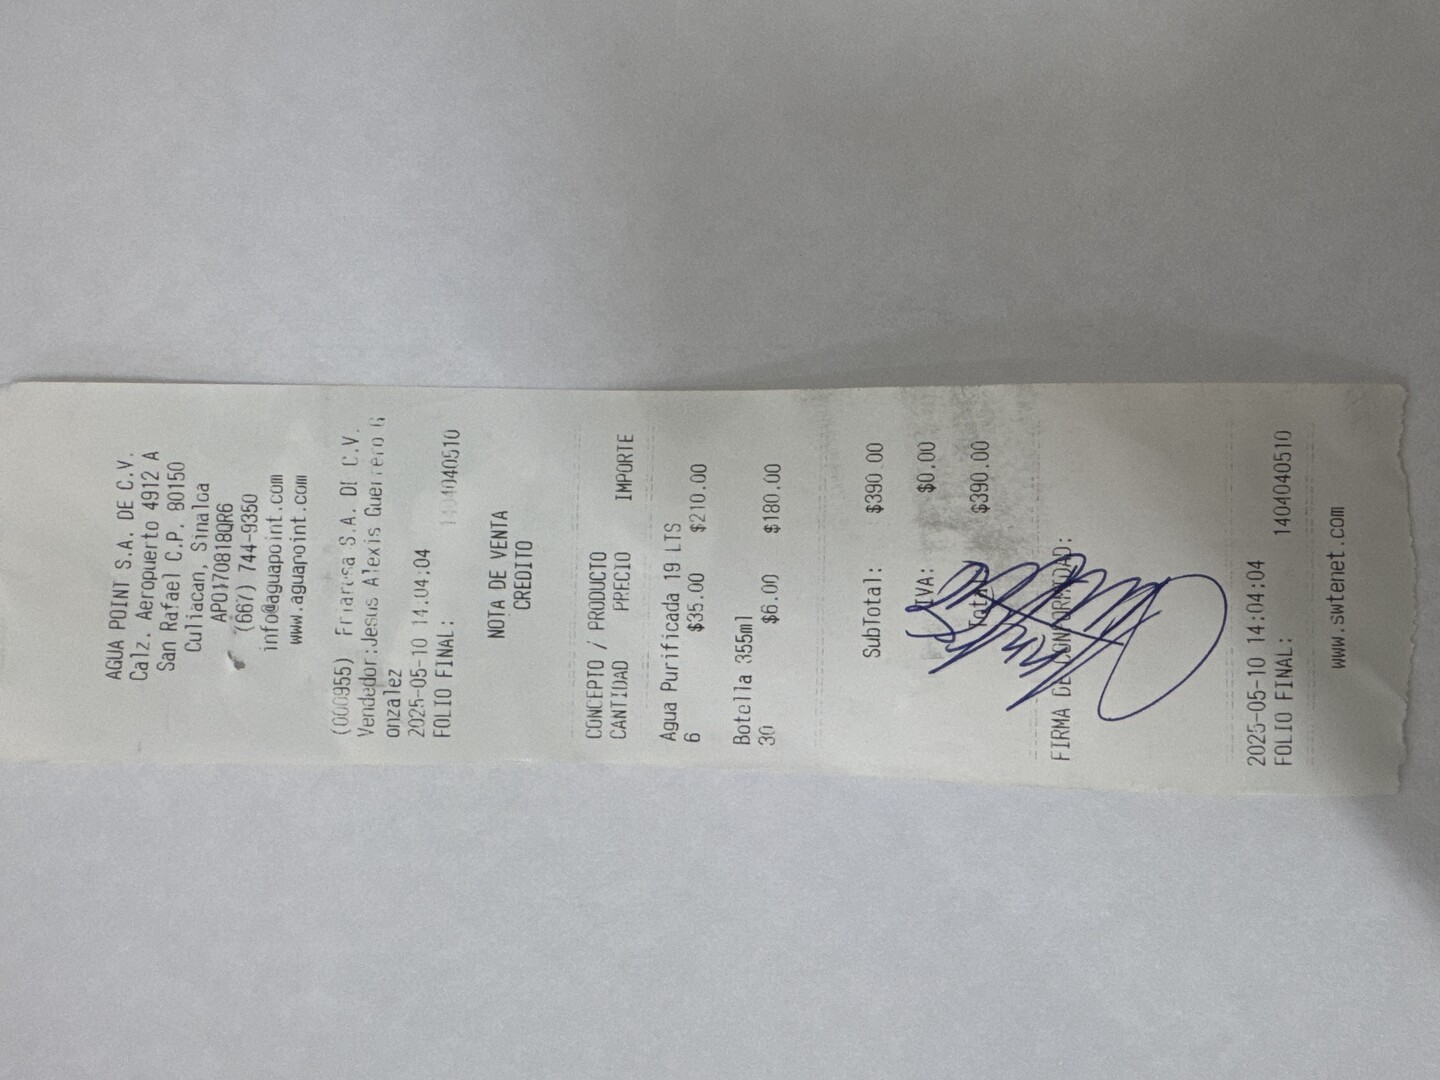 AGUA POINT S.A. DE C.V.
Calz. Aeropuerto 4912 A
San Rafael C.P. 80150
Culiacan, Sinaloa
APO170818QR6
(667) 744-9350
info@aguapoint.com
www.aguapoint.com
(000955) S.A. DE C.V.
Vendedor:Jesus Alexis Guerrero G
onzalez
2025-05-10 14:04:04
FOLIO FINAL: 1404040510
NOTA DE VENTA
CREDITO
CONCEPTO / PRODUCTO
CANTIDAD PRECIO IMPORTE
Agua Purificada 19 LTS
6 $35.00 $210.00
Botella 355ml
30 $6.00 $180.00
SubTotal: $390.00
IVA: $0.00
Total: $390.00
FIRMA DE CONFORMIDAD:
2025-05-10 14:04:04
FOLIO FINAL: 1404040510
www.swtenet.com